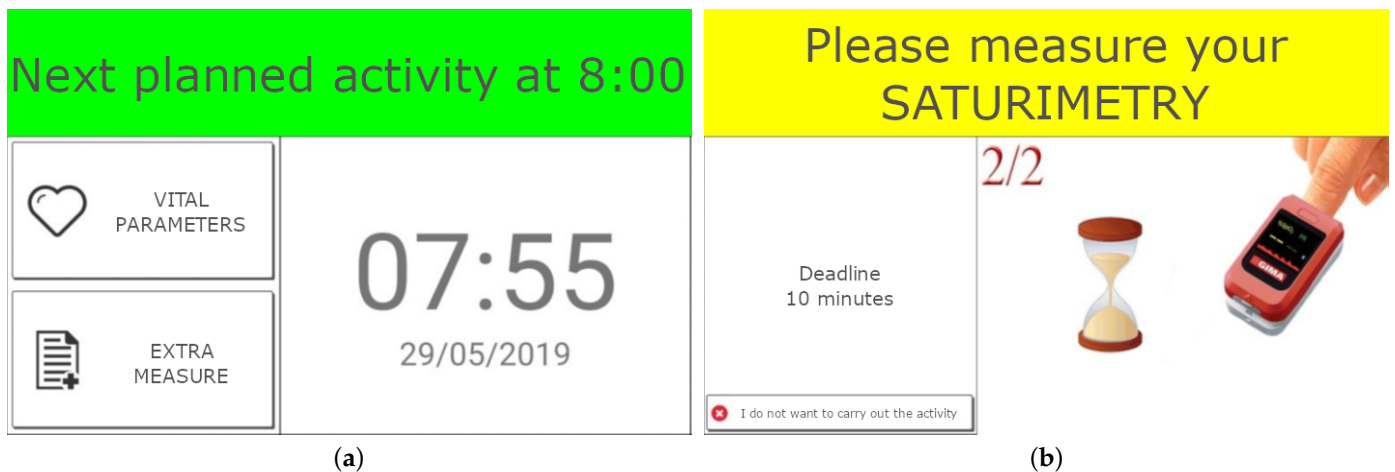 Next planned activity at 8:00
VITAL
PARAMETERS
EXTRA
MEASURE
07:55
29/05/2019
(a)
Please measure your
SATURIMETRY
2/2
Deadline
10 minutes
GIMA
I do not want to carry out the activity
(b)